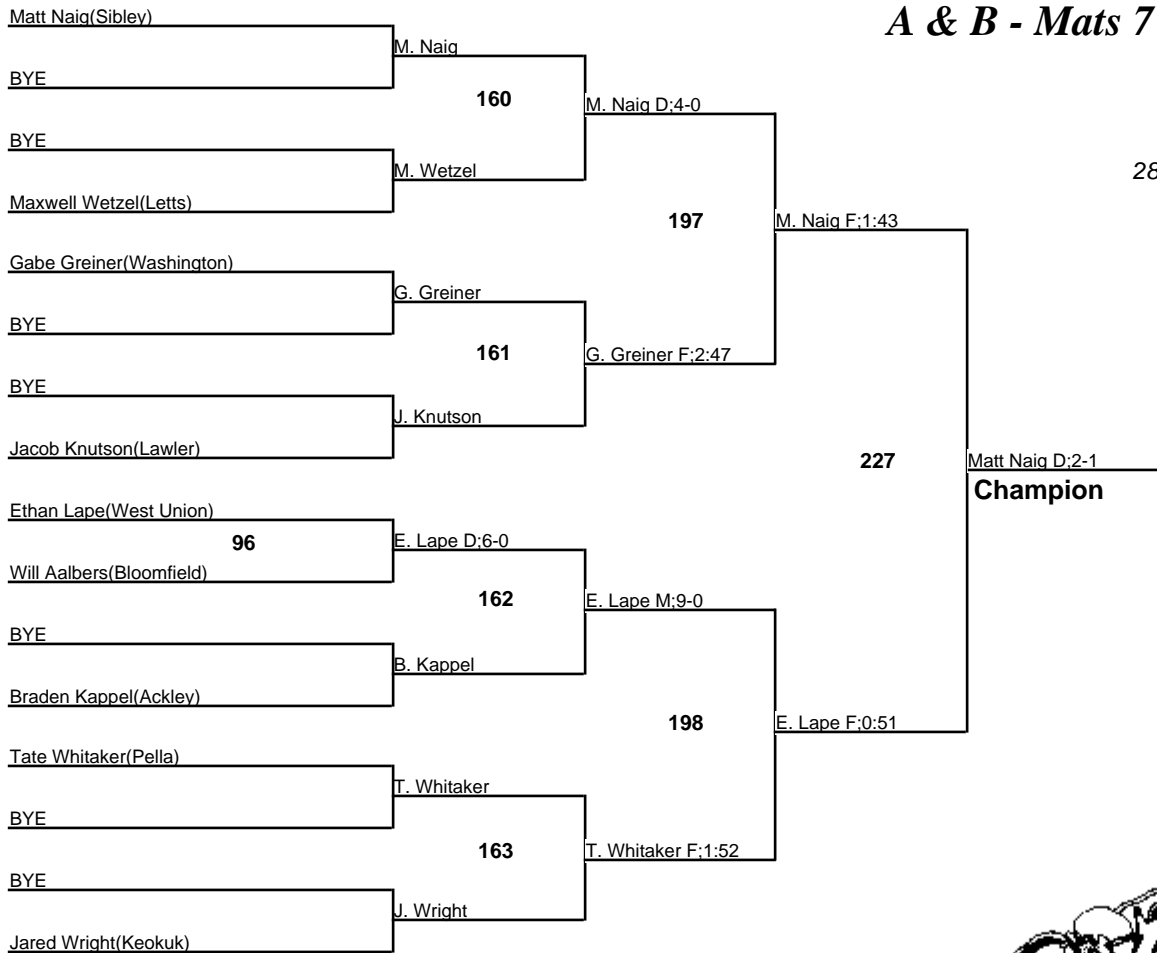 A & B - Mats 7
28
Matt Naig(Sibley)
BYE
BYE
Maxwell Wetzel(Letts)
Gabe Greiner(Washington)
BYE
BYE
Jacob Knutson(Lawler)
Ethan Lape(West Union)
96
Will Aalbers(Bloomfield)
BYE
Braden Kappel(Ackley)
Tate Whitaker(Pella)
BYE
BYE
Jared Wright(Keokuk)
M. Naig
160
M. Wetzel
G. Greiner
161
J. Knutson
E. Lape D;6-0
162
B. Kappel
T. Whitaker
163
J. Wright
M. Naig D;4-0
197
G. Greiner F;2:47
E. Lape M;9-0
198
T. Whitaker F;1:52
M. Naig F;1:43
227
E. Lape F;0:51
Matt Naig D;2-1
Champion